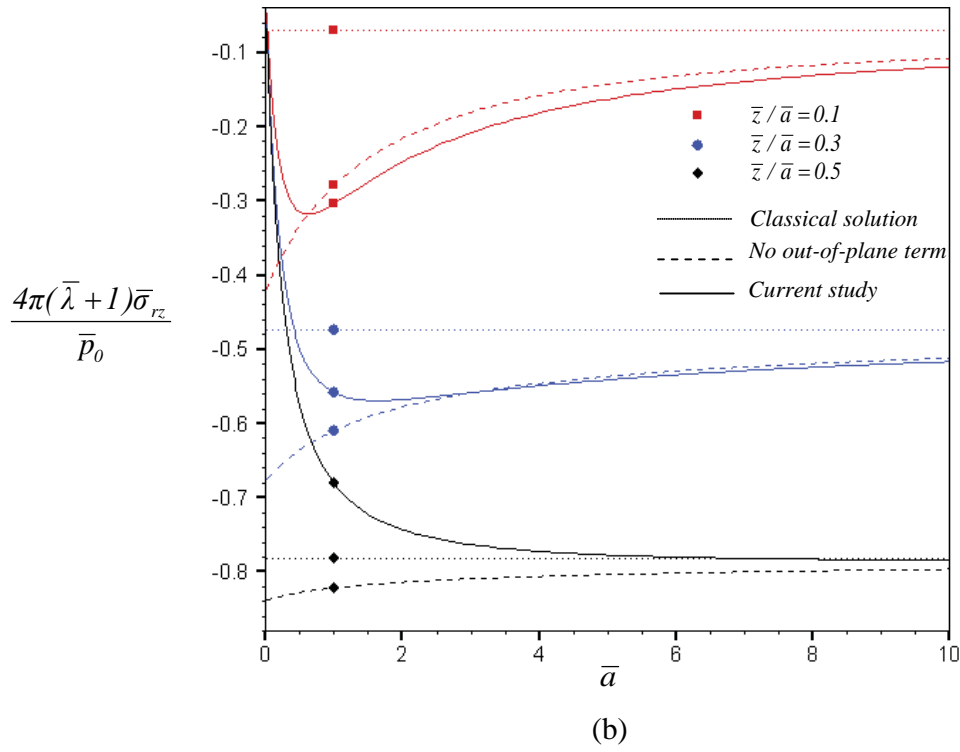 -0.1
-0.2
-0.3
-0.4
-0.5
-0.6
-0.7
-0.8
4π(λ̅+1)σ̅rz
p̅0
z̅ / a̅ = 0.1
z̅ / a̅ = 0.3
z̅ / a̅ = 0.5
Classical solution
No out-of-plane term
Current study
0 2 4 6 8 10
a̅
(b)